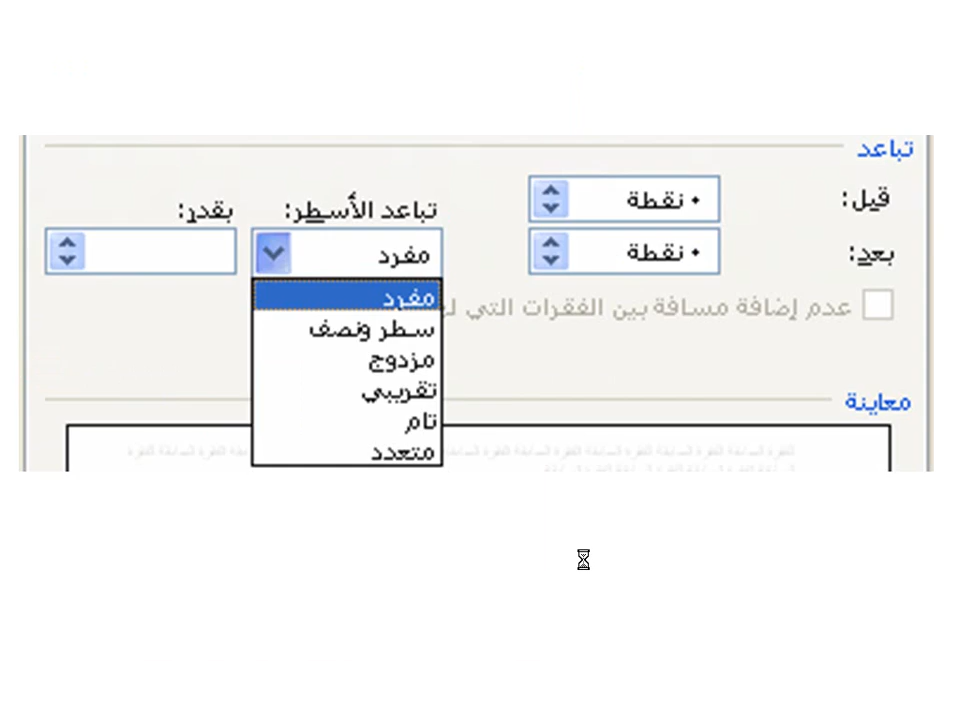 تباعد
قبل: ٠ نقطة
تباعد الأسطر: بقدر:
بعد: ٠ نقطة
مفرد
عدم إضافة مسافة بين الفقرات التي
مفرد
سطر ونصف
مزدوج
تقريبي
تام
متعدد
معاينة